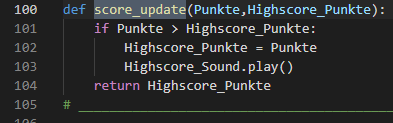 100 def score_update(Punkte,Highscore_Punkte):
101 if Punkte > Highscore_Punkte:
102 Highscore_Punkte = Punkte
103 Highscore_Sound.play()
104 return Highscore_Punkte
105 # ___________________________________________